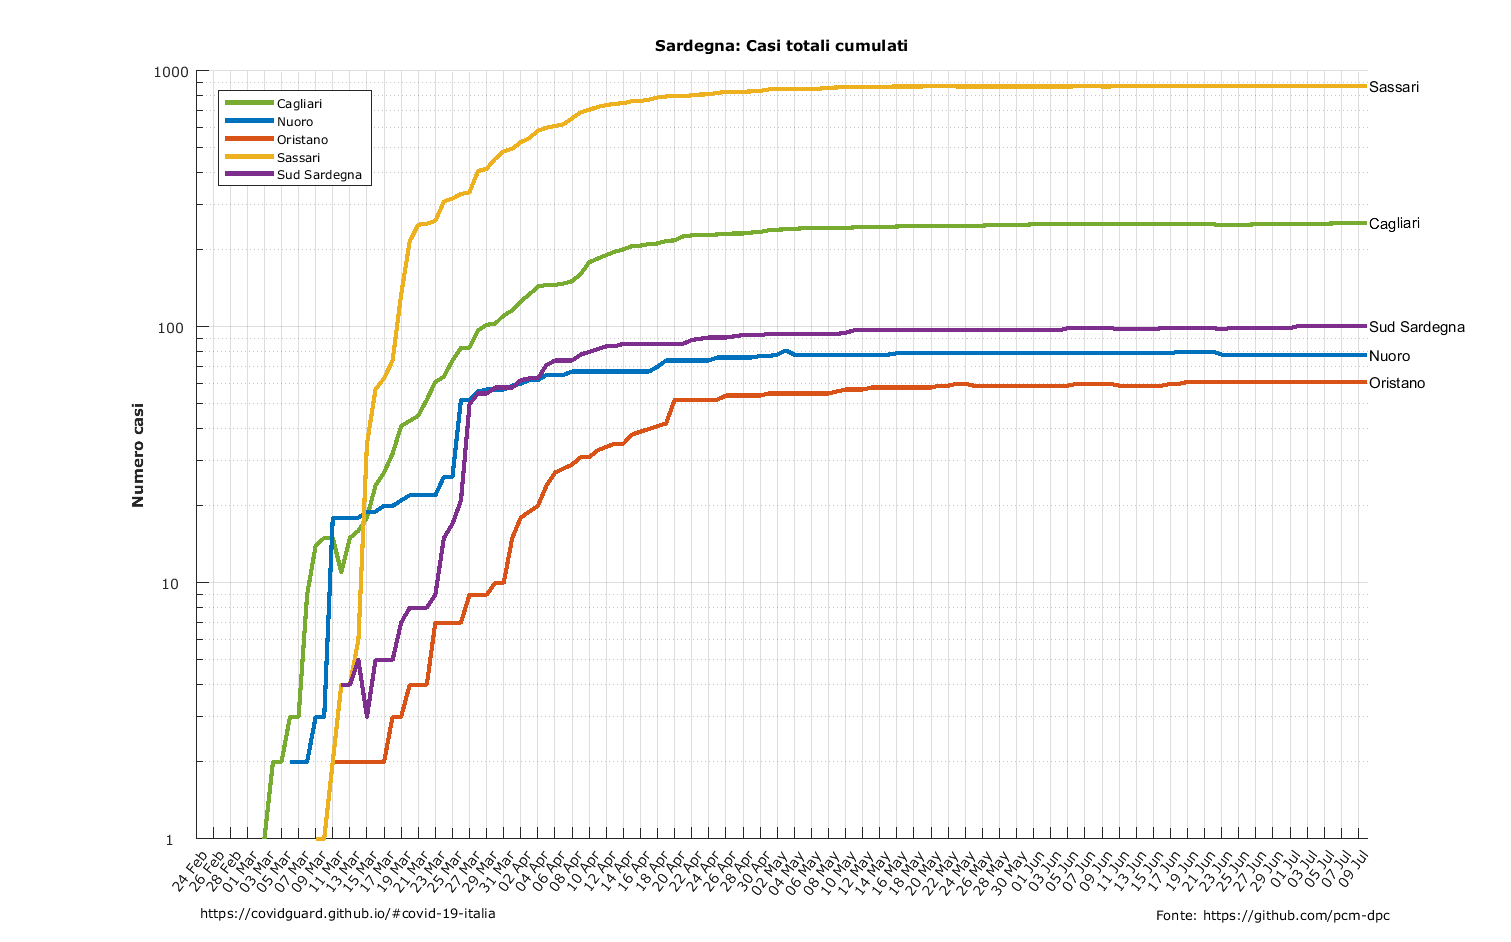 Sardegna: Casi totali cumulati
1000
100
10
1
Numero casi
Cagliari
Nuoro
Oristano
Sassari
Sud Sardegna
Sassari
Cagliari
Sud Sardegna
Nuoro
Oristano
24 Feb
26 Feb
28 Feb
01 Mar
03 Mar
05 Mar
07 Mar
09 Mar
11 Mar
13 Mar
15 Mar
17 Mar
19 Mar
21 Mar
23 Mar
25 Mar
27 Mar
29 Mar
31 Mar
02 Apr
04 Apr
06 Apr
08 Apr
10 Apr
12 Apr
14 Apr
16 Apr
18 Apr
20 Apr
22 Apr
24 Apr
26 Apr
28 Apr
30 Apr
02 May
04 May
06 May
08 May
10 May
12 May
14 May
16 May
18 May
20 May
22 May
24 May
26 May
28 May
30 May
01 Jun
03 Jun
05 Jun
07 Jun
09 Jun
11 Jun
13 Jun
15 Jun
17 Jun
19 Jun
21 Jun
23 Jun
25 Jun
27 Jun
29 Jun
01 Jul
03 Jul
05 Jul
07 Jul
09 Jul
https://covidguard.github.io/#covid-19-italia
Fonte: https://github.com/pcm-dpc